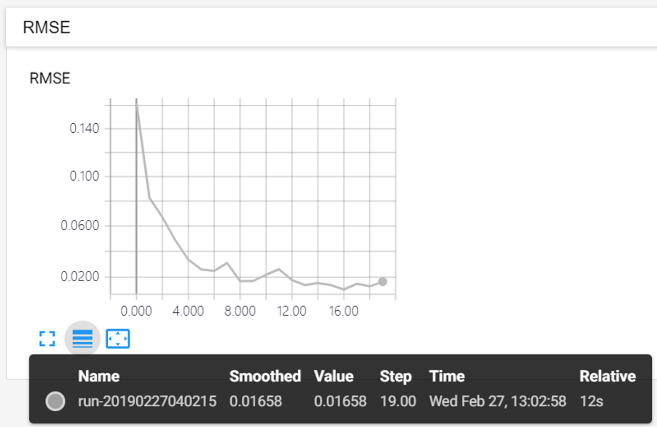 RMSE
RMSE
0.140
0.100
0.0600
0.0200
0.000 4.000 8.000 12.00 16.00
Name Smoothed Value Step Time Relative
run-20190227040215 0.01658 0.01658 19.00 Wed Feb 27, 13:02:58 12s